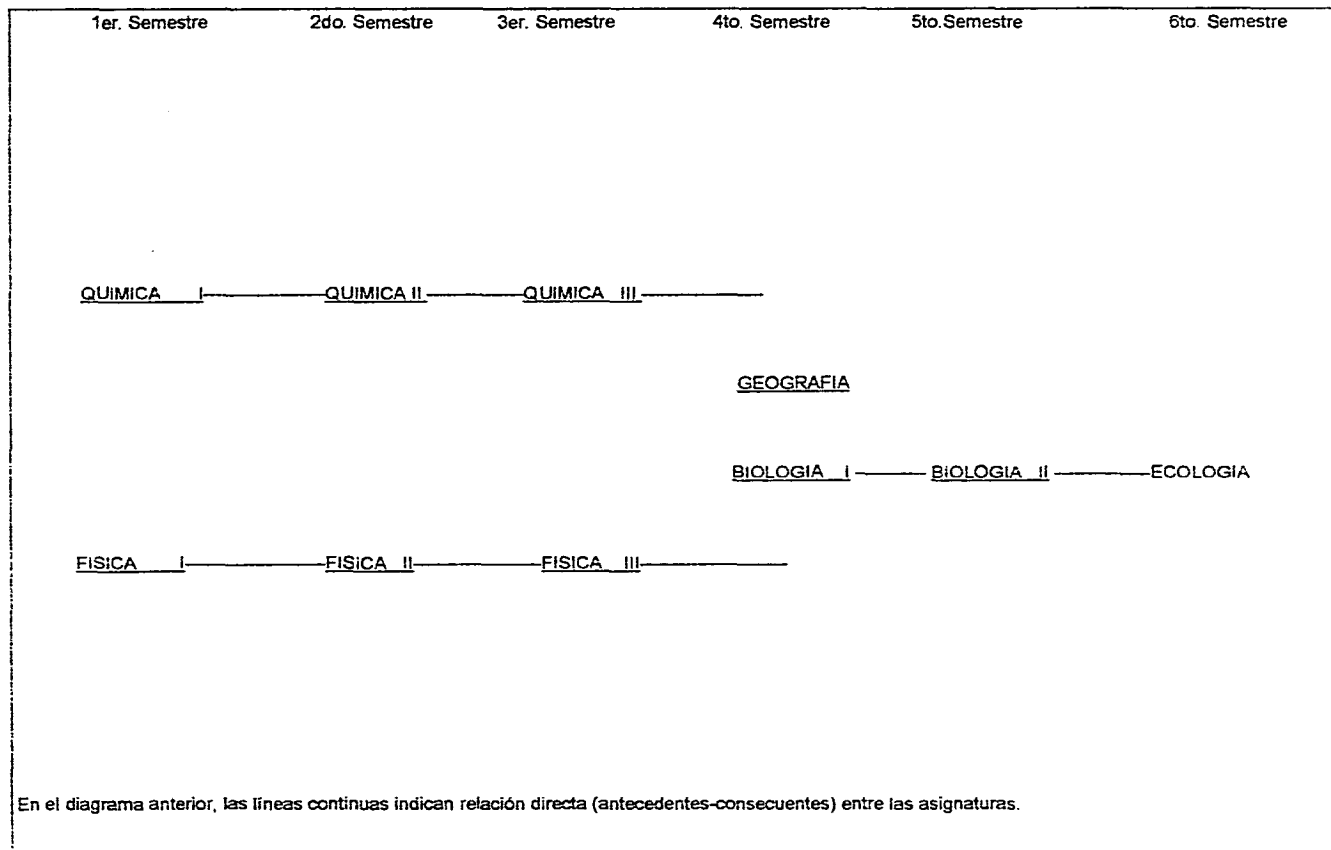 1er. Semestre 2do. Semestre 3er. Semestre 4to. Semestre 5to. Semestre 6to. Semestre
QUIMICA I QUIMICA II QUIMICA III
GEOGRAFIA
BIOLOGIA I BIOLOGIA II ECOLOGIA
FISICA I FISICA II FISICA III
En el diagrama anterior, las líneas continuas indican relación directa (antecedentes-consecuentes) entre las asignaturas.